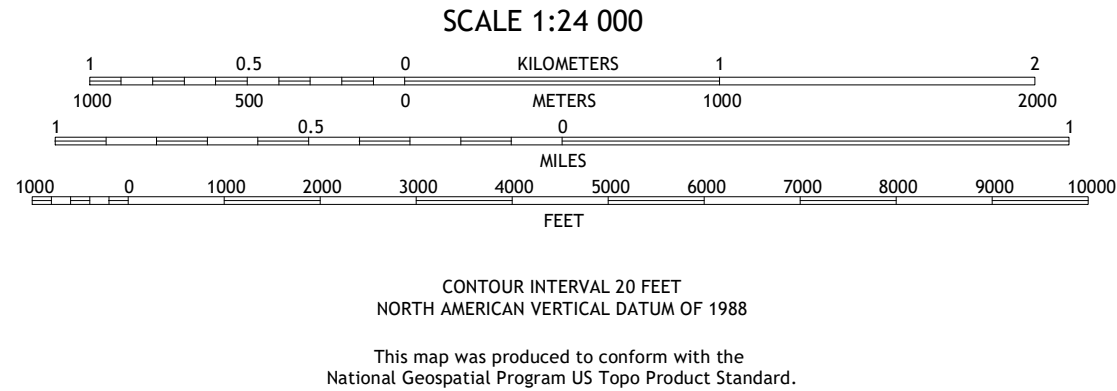 SCALE 1:24 000
1 0.5 0 KILOMETERS 1 2
1000 500 0 METERS 1000 2000
1 0.5 0 1
MILES
1000 0 1000 2000 3000 4000 5000 6000 7000 8000 9000 10000
FEET
CONTOUR INTERVAL 20 FEET
NORTH AMERICAN VERTICAL DATUM OF 1988
This map was produced to conform with the
National Geospatial Program US Topo Product Standard.